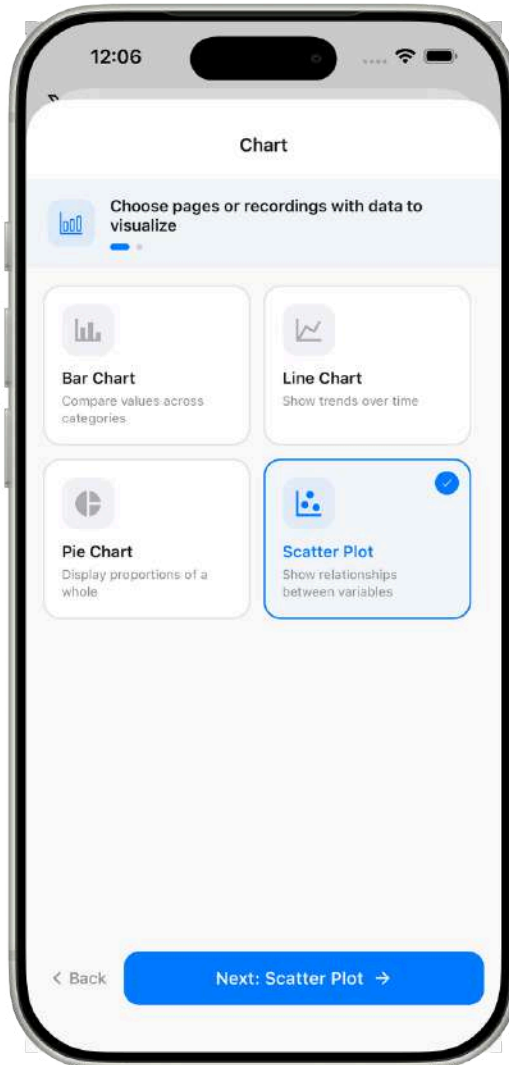 12:06
Chart
Choose pages or recordings with data to
visualize
Bar Chart
Compare values across
categories
Line Chart
Show trends over time
Pie Chart
Display proportions of a
whole
Scatter Plot
Show relationships
between variables
Back
Next: Scatter Plot →